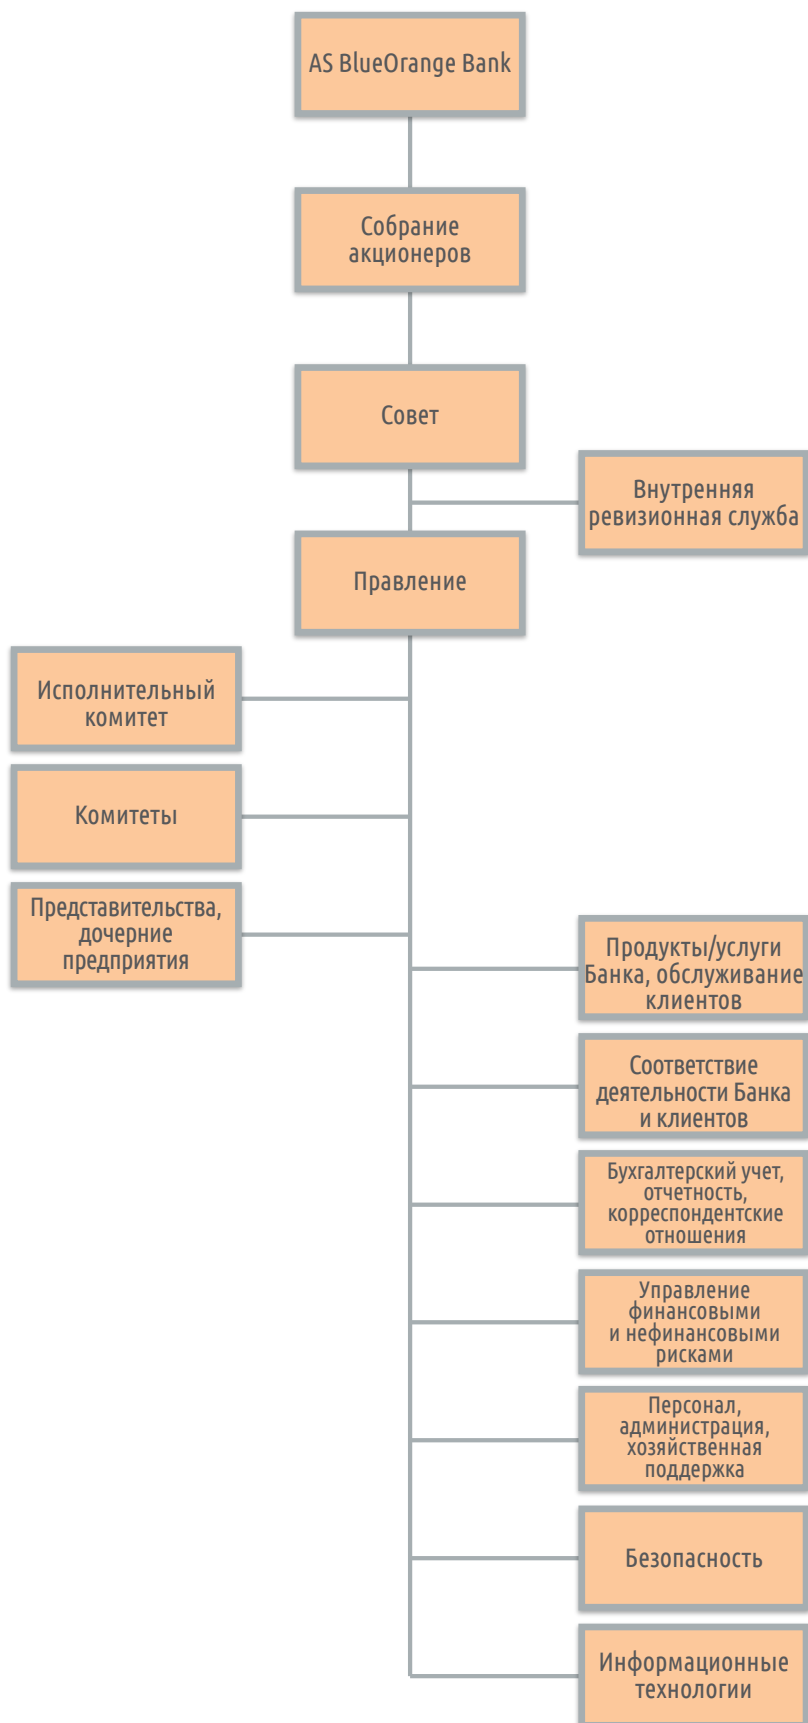 AS BlueOrange Bank
Собрание
акционеров
Совет
Внутренняя
ревизионная служба
Правление
Исполнительный
комитет
Комитеты
Представительства,
дочерние
предприятия
Продукты/услуги
Банка, обслуживание
клиентов
Соответствие
деятельности Банка
и клиентов
Бухгалтерский учет,
отчетность,
корреспондентские
отношения
Управление
финансовыми
и нефинансовыми
рисками
Персонал,
администрация,
хозяйственная
поддержка
Безопасность
Информационные
технологии